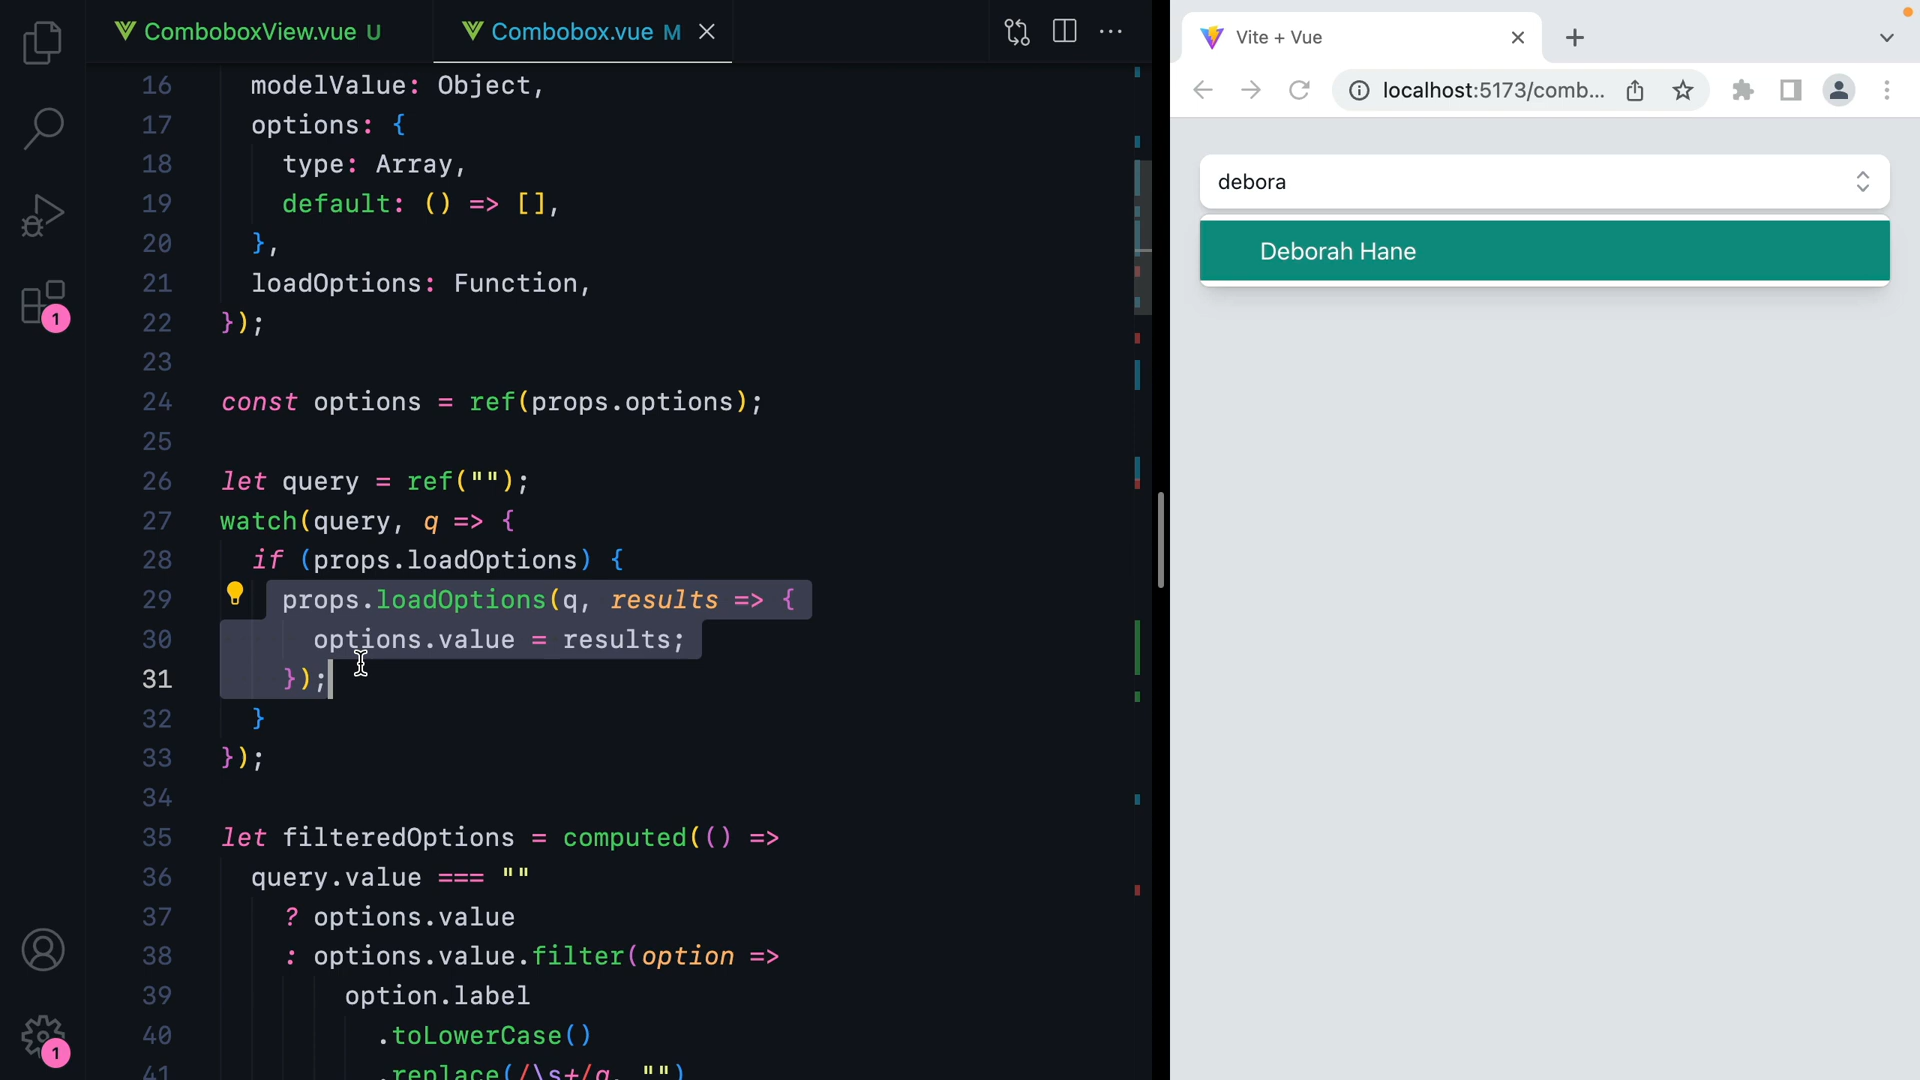 ComboboxView.vue U
Combobox.vue M
16 modelValue: Object,
17 options: {
18 type: Array,
19 default: () => [],
20 },
21 loadOptions: Function,
22 });
23
24 const options = ref(props.options);
25
26 let query = ref("");
27 watch(query, q => {
28 if (props.loadOptions) {
29 props.loadOptions(q, results => {
30 options.value = results;
31 });
32 }
33 });
34
35 let filteredOptions = computed(() =>
36 query.value === ""
37 ? options.value
38 : options.value.filter(option =>
39 option.label
40 .toLowerCase()
41 .replace(/\s+/g, "")
1
1
Vite + Vue
localhost:5173/comb...
debora
Deborah Hane